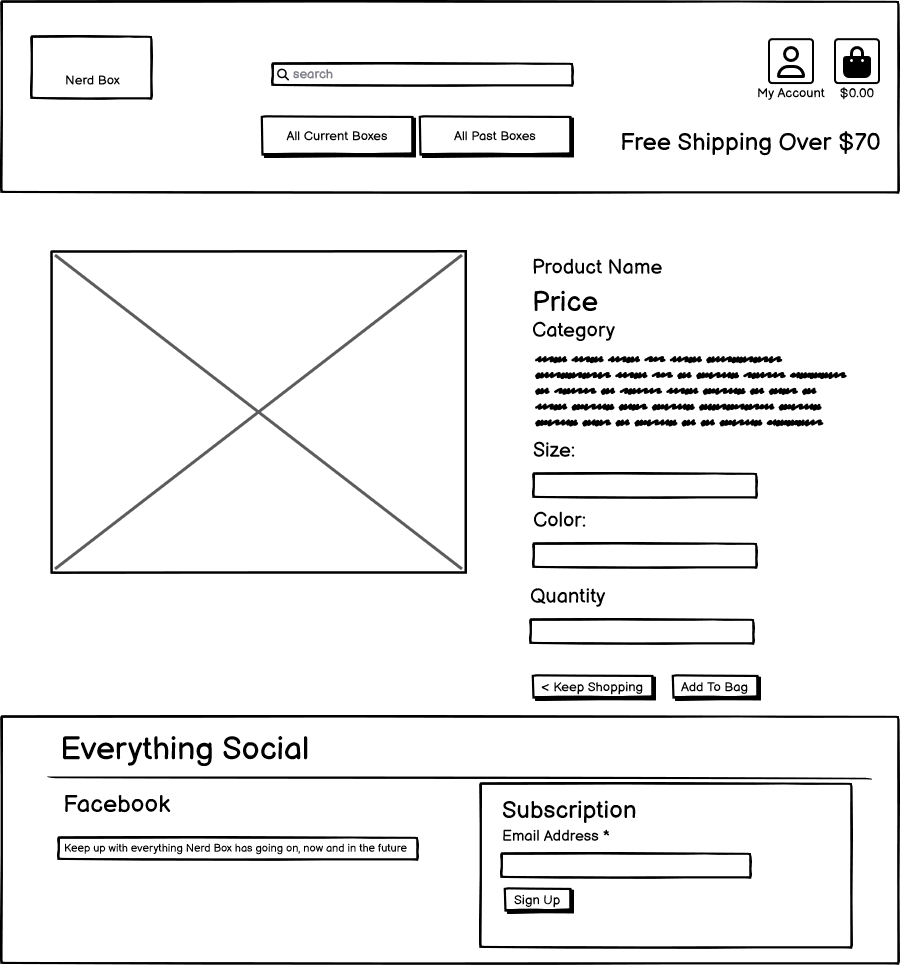 Nerd Box
search
My Account
$0.00
All Current Boxes
All Past Boxes
Free Shipping Over $70
Product Name
Price
Category
Size:
Color:
Quantity
< Keep Shopping
Add To Bag
Everything Social
Facebook
Keep up with everything Nerd Box has going on, now and in the future
Subscription
Email Address *
Sign Up